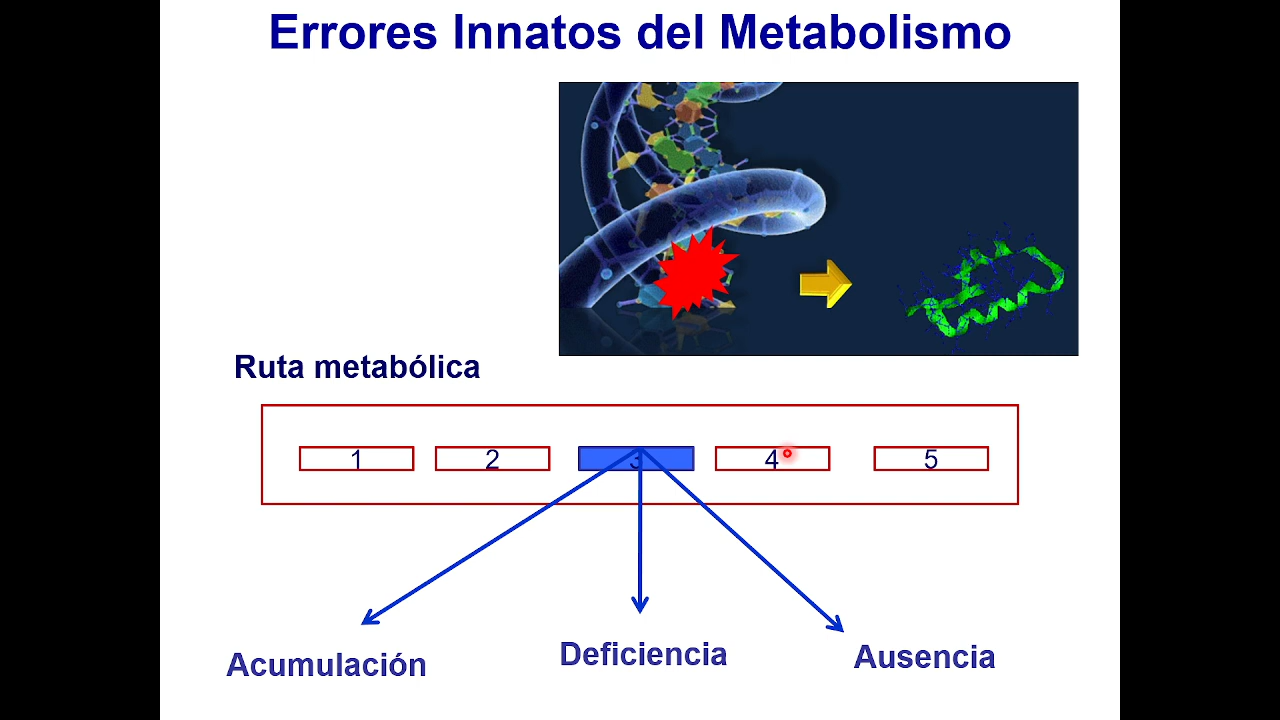 Errores Innatos del Metabolismo
Ruta metabólica
1 2 3 4 5
Acumulación Deficiencia Ausencia